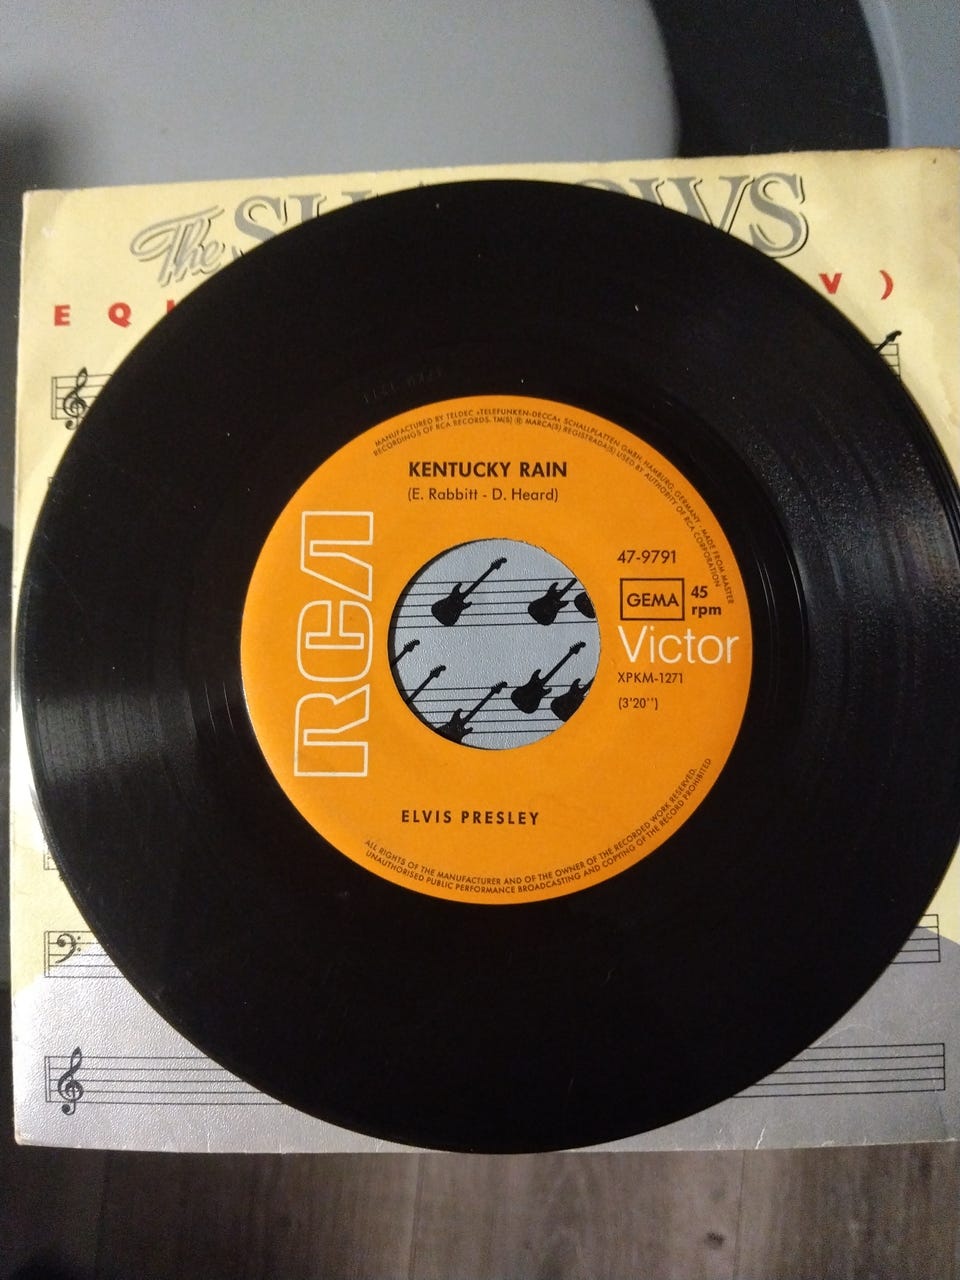 The
EQ
V )
MANUFACTURED BY TELDEC »TELEFUNKEN-DECCA« SCHALLPLATTEN GMBH, HAMBURG, GERMANY · MADE FROM MASTER
RECORDINGS OF RCA RECORDS. TM(S) ® MARCA(S) REGISTRADA(S) USED BY AUTHORITY OF RCA CORPORATION
KENTUCKY RAIN
(E. Rabbitt - D. Heard)
RCA
47-9791
GEMA 45
rpm
Victor
XPKM-1271
(3'20'')
ELVIS PRESLEY
ALL RIGHTS OF THE MANUFACTURER AND OF THE OWNER OF THE RECORDED WORK RESERVED.
UNAUTHORISED PUBLIC PERFORMANCE BROADCASTING AND COPYING OF THE RECORD PROHIBITED